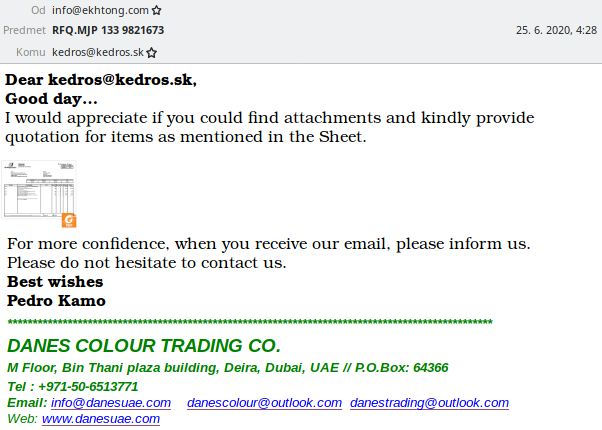 Od info@ekhtong.com
Predmet RFQ.MJP 133 9821673 25. 6. 2020, 4:28
Komu kedros@kedros.sk
Dear kedros@kedros.sk,
Good day...
I would appreciate if you could find attachments and kindly provide
quotation for items as mentioned in the Sheet.
For more confidence, when you receive our email, please inform us.
Please do not hesitate to contact us.
Best wishes
Pedro Kamo
****************************************************************************************************
DANES COLOUR TRADING CO.
M Floor, Bin Thani plaza building, Deira, Dubai, UAE // P.O.Box: 64366
Tel : +971-50-6513771
Email: info@danesuae.com danescolour@outlook.com danestrading@outlook.com
Web: www.danesuae.com